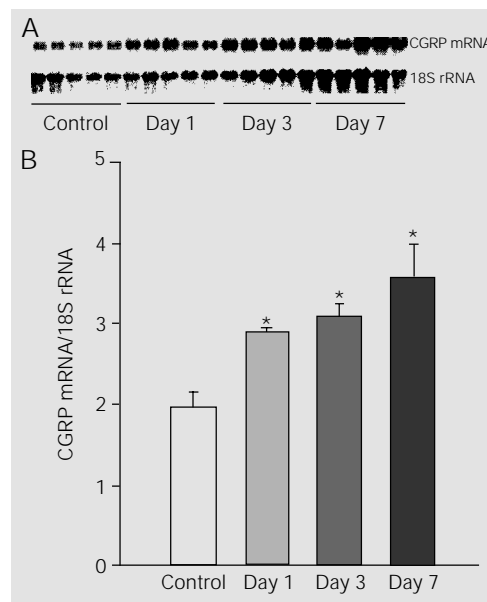 A
CGRP mRNA
18S rRNA
Control Day 1 Day 3 Day 7
B
CGRP mRNA/18S rRNA
5
4
3
2
1
0
*
*
*
Control Day 1 Day 3 Day 7